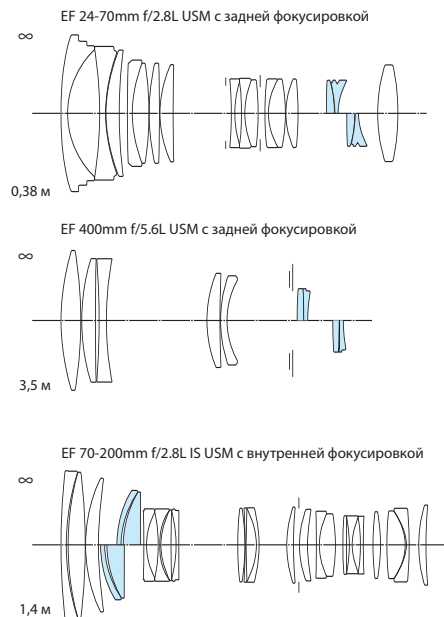 EF 24-70mm f/2.8L USM с задней фокусировкой
∞
0,38 м
EF 400mm f/5.6L USM с задней фокусировкой
∞
3,5 м
EF 70-200mm f/2.8L IS USM с внутренней фокусировкой
∞
1,4 м